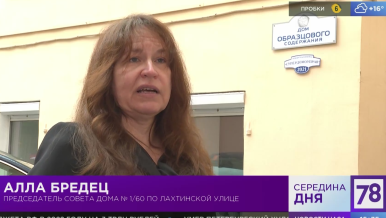 ПРОБКИ 6 +16°
ДОМ
ОБРАЗЦОВОГО
СОДЕРЖАНИЯ
АЛЛА БРЕДЕЦ
ПРЕДСЕДАТЕЛЬ СОВЕТА ДОМА № 1/60 ПО ЛАХТИНСКОЙ УЛИЦЕ
СЕРЕДИНА
ДНЯ
78